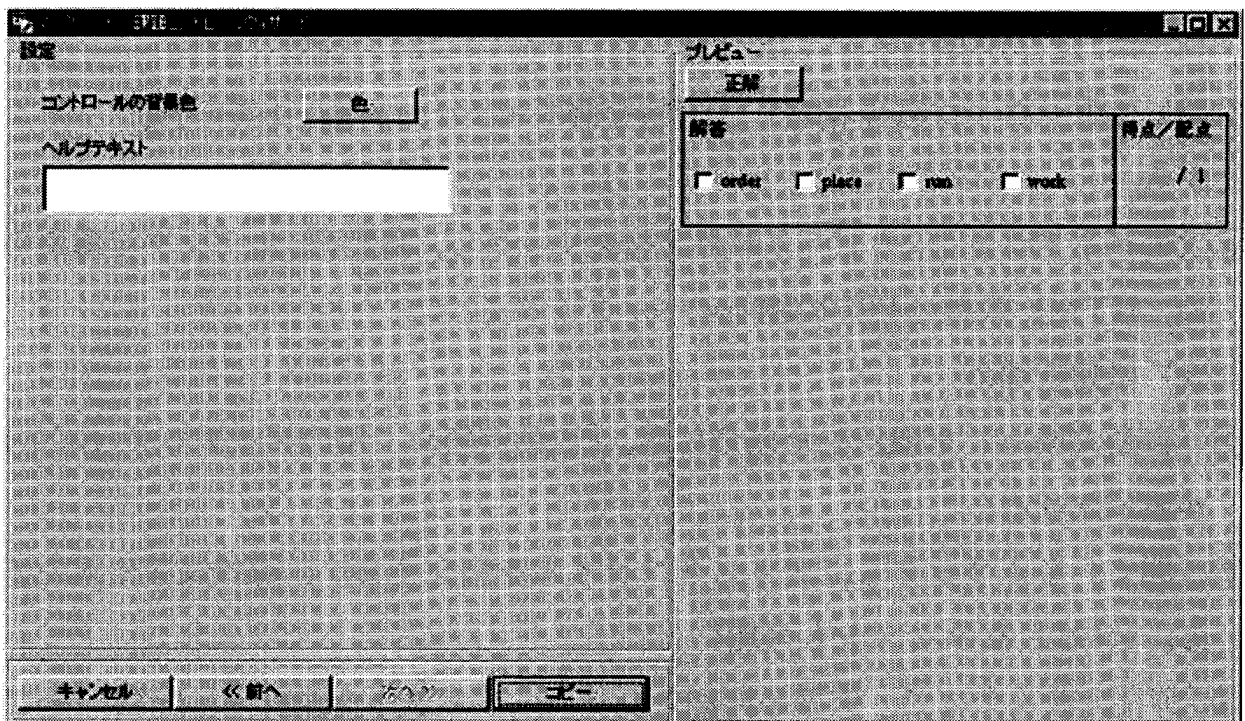 設定
コントロールの背景色
色
ヘルプテキスト
キャンセル
<< 前へ
次へ >>
コピー
プレビュー
正解
解答
得点/配点
order
place
run
work
/ 1